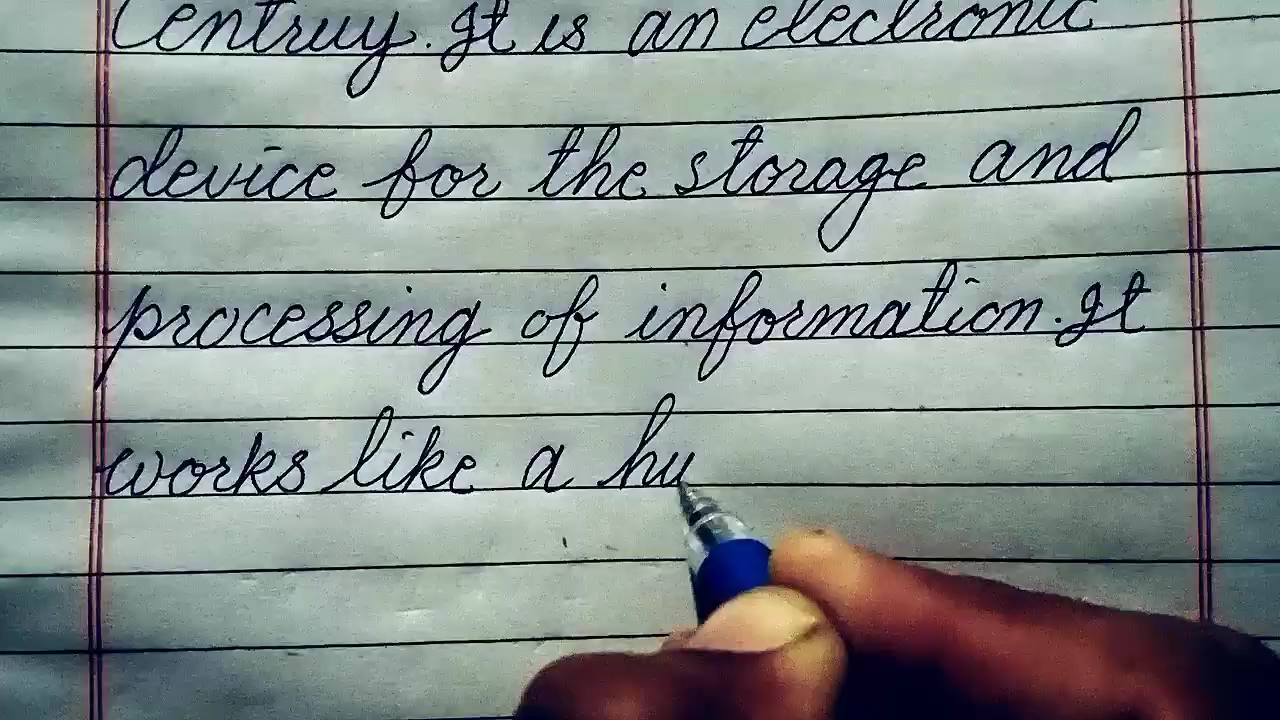 Centruy. It is an electronic
device for the storage and
processing of information. It
works like a hu